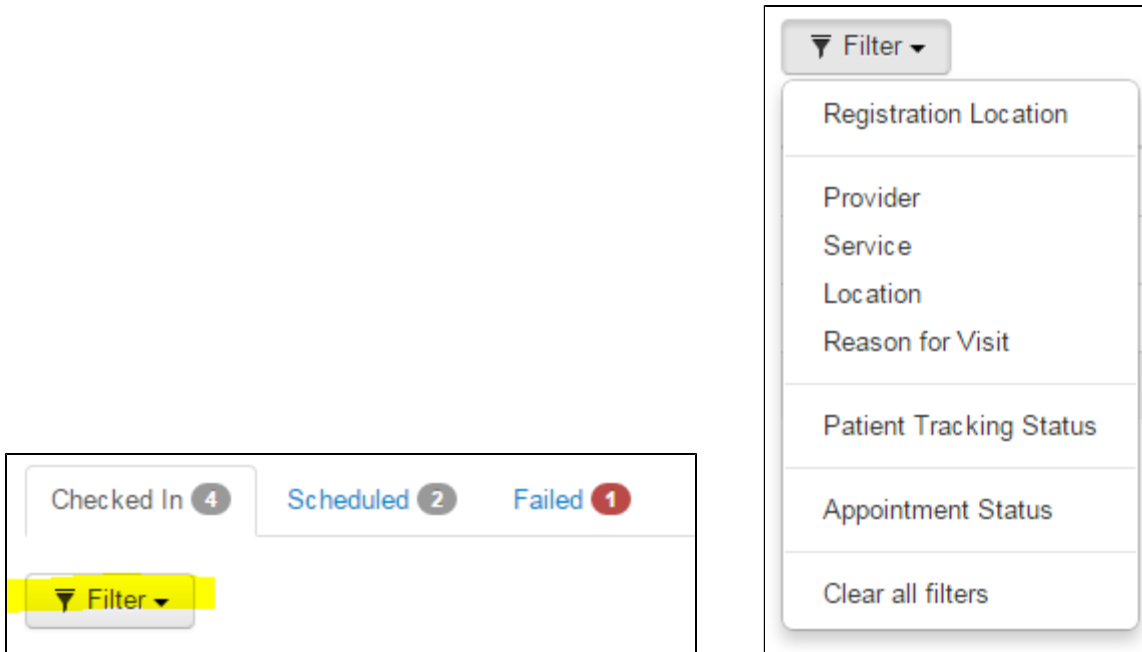 Checked In 4 Scheduled 2 Failed 1
Filter
Filter
Registration Location
Provider
Service
Location
Reason for Visit
Patient Tracking Status
Appointment Status
Clear all filters